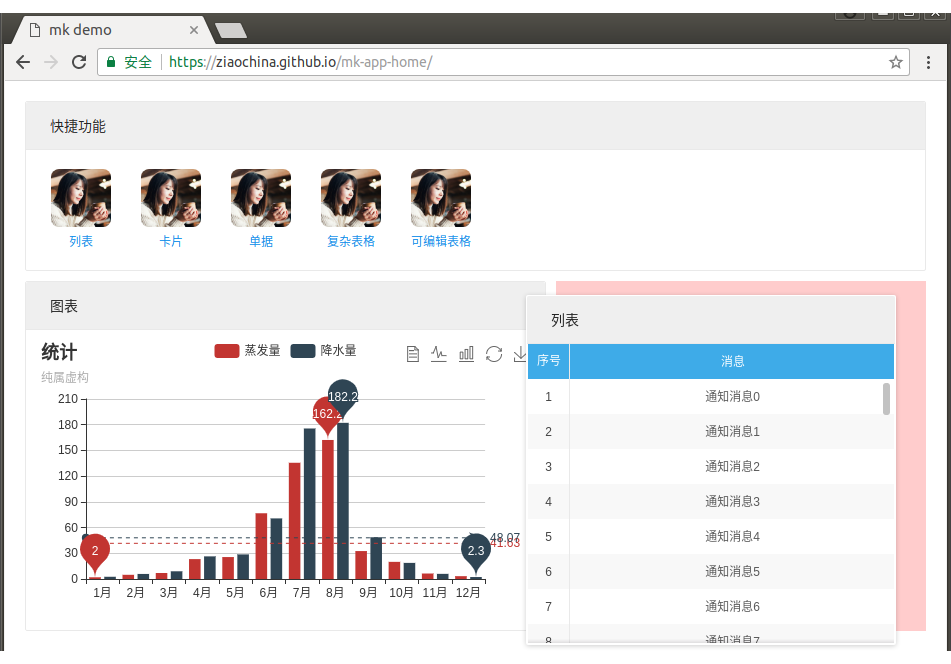 mk demo
安全 https://ziaochina.github.io/mk-app-home/
快捷功能
列表 卡片 单据 复杂表格 可编辑表格
图表
统计
纯属虚构
蒸发量 降水量
210
180
150
120
90
60
30
0
2
162.2
182.2
2.3
48.07
41.63
1月 2月 3月 4月 5月 6月 7月 8月 9月 10月 11月 12月
列表
序号 消息
1 通知消息0
2 通知消息1
3 通知消息2
4 通知消息3
5 通知消息4
6 通知消息5
7 通知消息6
8 通知消息7